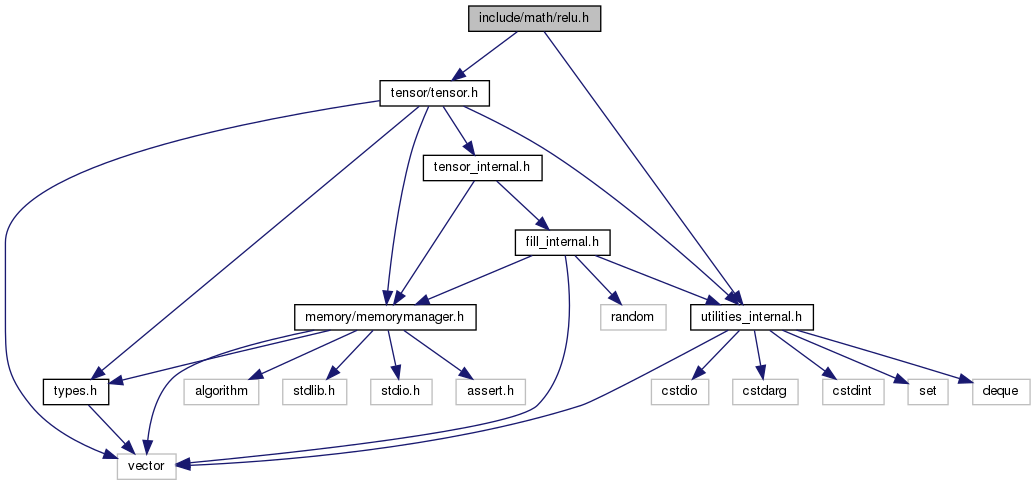 include/math/relu.h
tensor/tensor.h
tensor_internal.h
fill_internal.h
memory/memorymanager.h
random
utilities_internal.h
types.h
algorithm
stdlib.h
stdio.h
assert.h
cstdio
cstdarg
cstdint
set
deque
vector